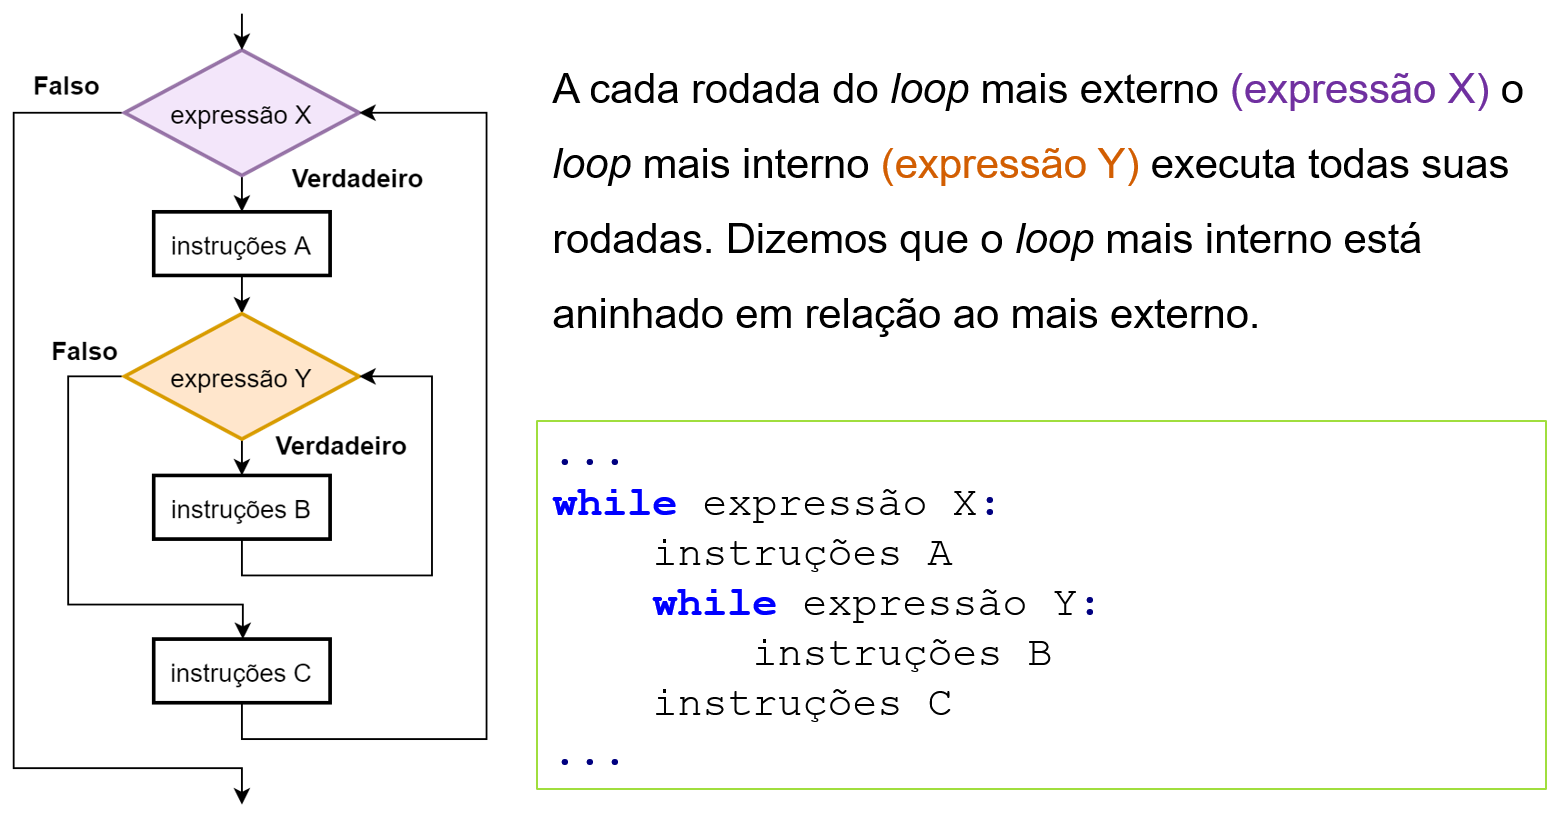 Falso
expressão X
Verdadeiro
instruções A
Falso
expressão Y
Verdadeiro
instruções B
instruções C
A cada rodada do loop mais externo (expressão X) o
loop mais interno (expressão Y) executa todas suas
rodadas. Dizemos que o loop mais interno está
aninhado em relação ao mais externo.
...
while expressão X:
    instruções A
    while expressão Y:
        instruções B
    instruções C
...